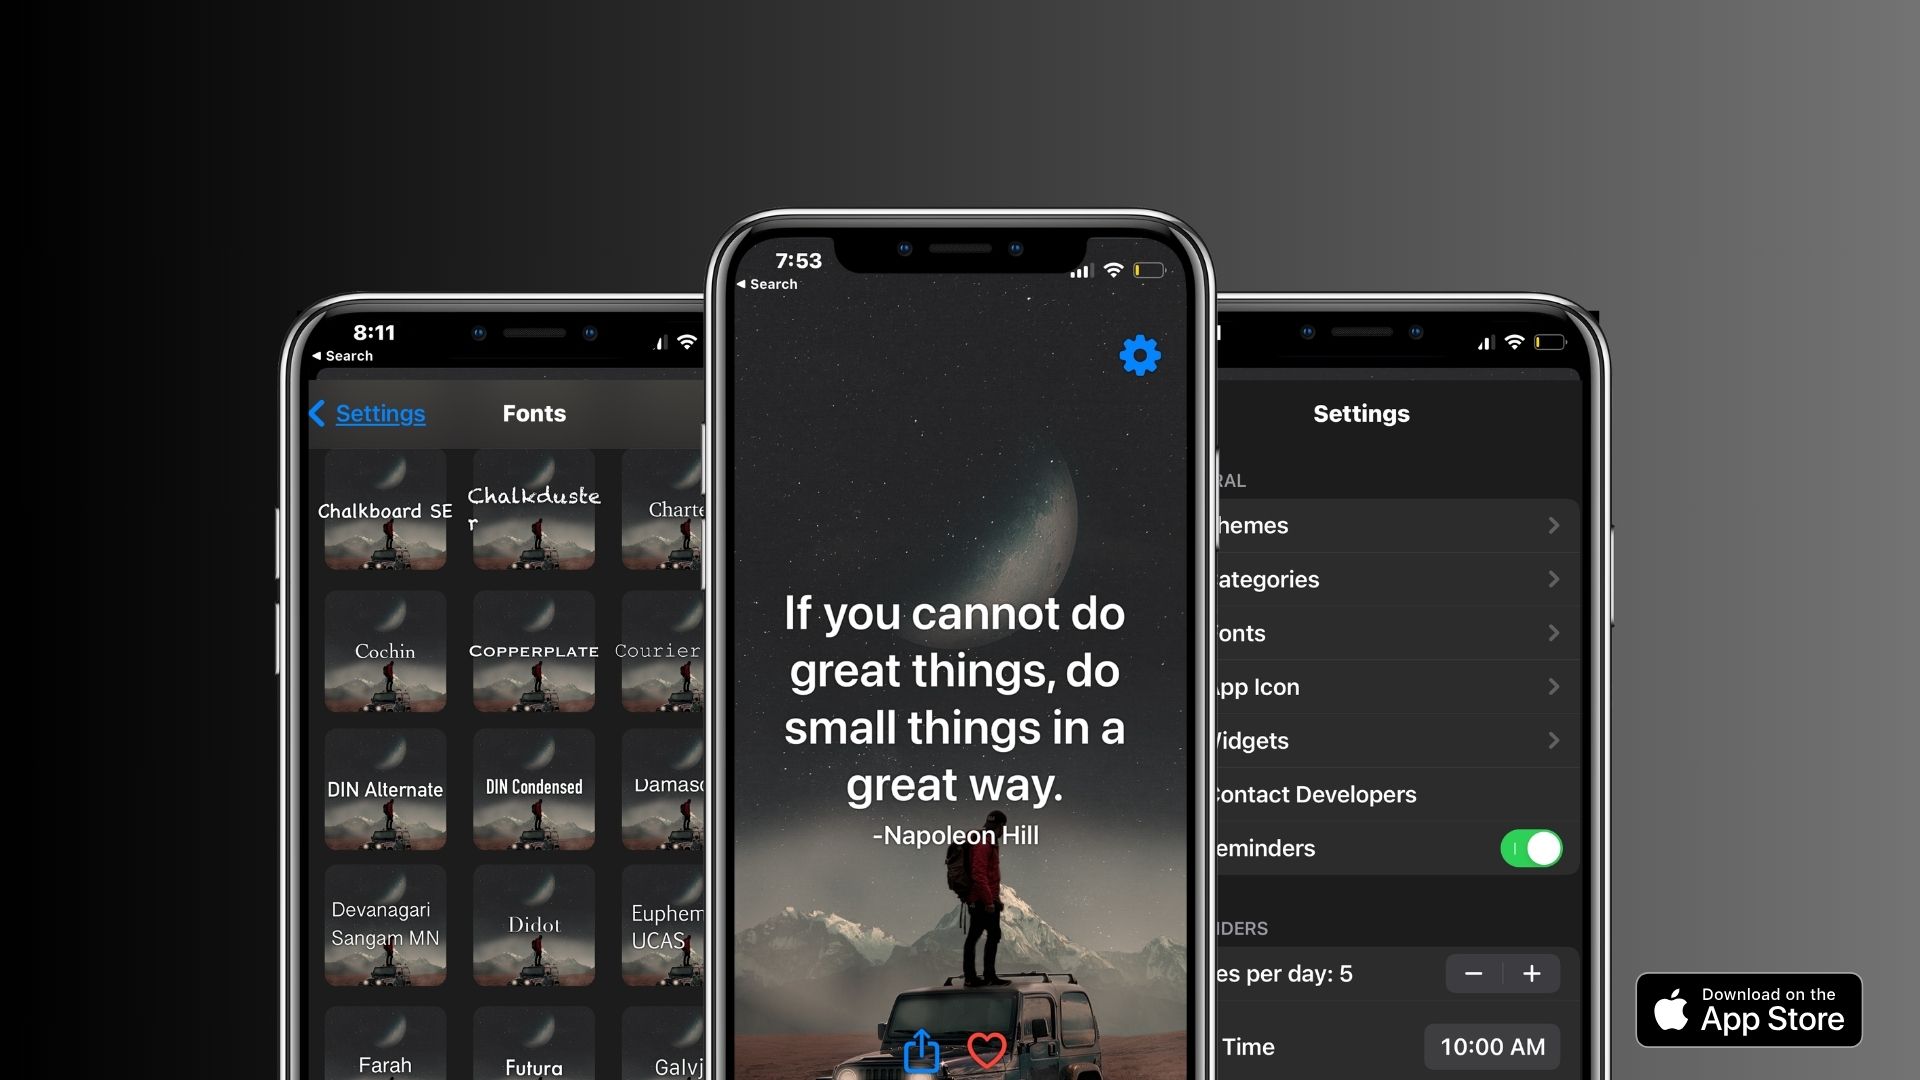 8:11
Search
Settings
Fonts
Chalkboard SE
Chalkduste
r
Charte
Cochin
COPPERPLATE
Courier
DIN Alternate
DIN Condensed
Damasc
Devanagari
Sangam MN
Didot
Euphem
UCAS
Farah
Futura
Galvj
7:53
Search
If you cannot do
great things, do
small things in a
great way.
-Napoleon Hill
Settings
RAL
hemes
ategories
onts
pp Icon
idgets
ontact Developers
eminders
DERS
es per day: 5
Time
10:00 AM
Download on the
App Store